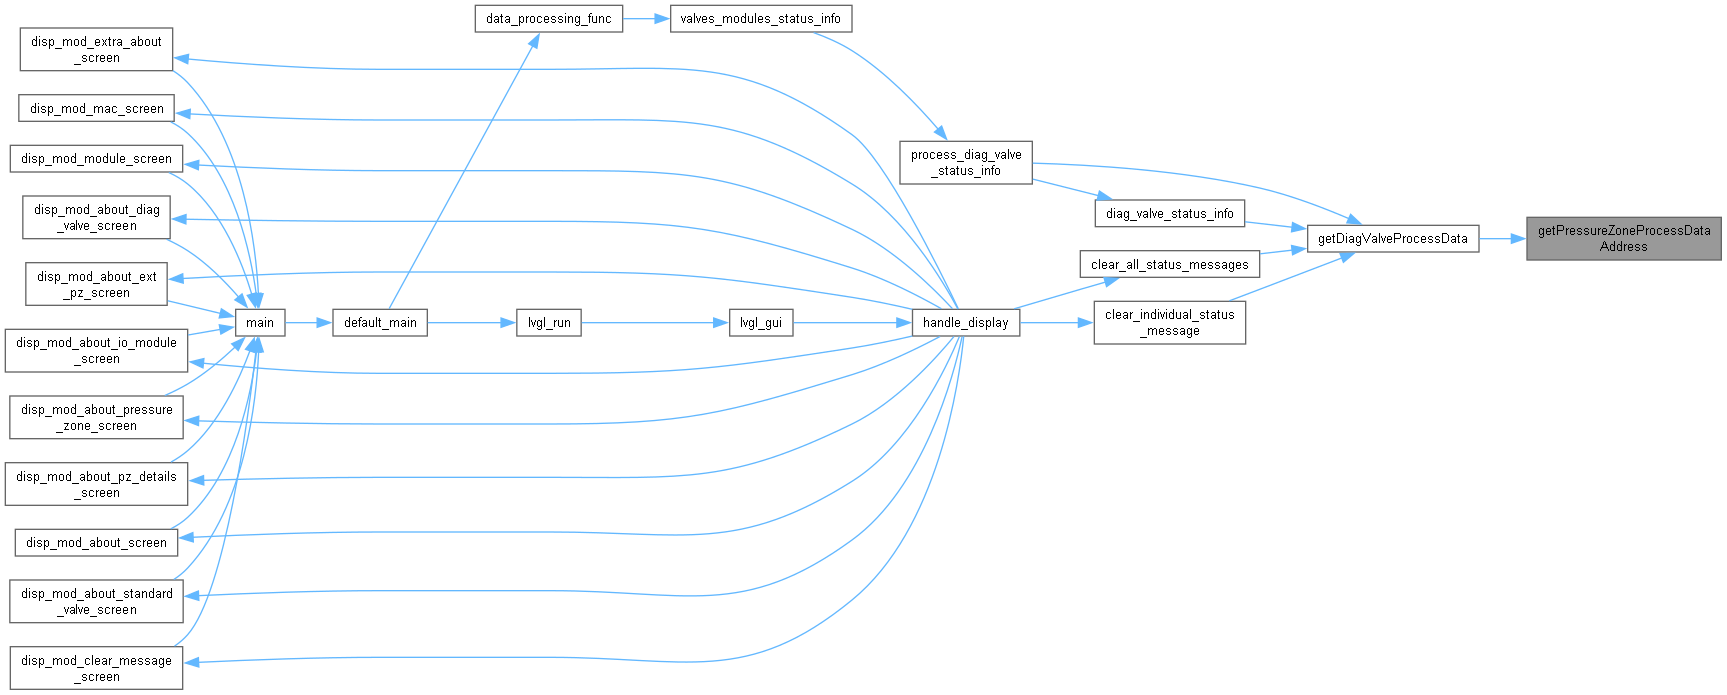 data_processing_func
valves_modules_status_info
disp_mod_extra_about
_screen
disp_mod_mac_screen
disp_mod_module_screen
disp_mod_about_diag
_valve_screen
disp_mod_about_ext
_pz_screen
disp_mod_about_io_module
_screen
disp_mod_about_pressure
_zone_screen
disp_mod_about_pz_details
_screen
disp_mod_about_screen
disp_mod_about_standard
_valve_screen
disp_mod_clear_message
_screen
main
default_main
lvgl_run
lvgl_gui
handle_display
process_diag_valve
_status_info
diag_valve_status_info
clear_all_status_messages
clear_individual_status
_message
getDiagValveProcessData
getPressureZoneProcessData
Address